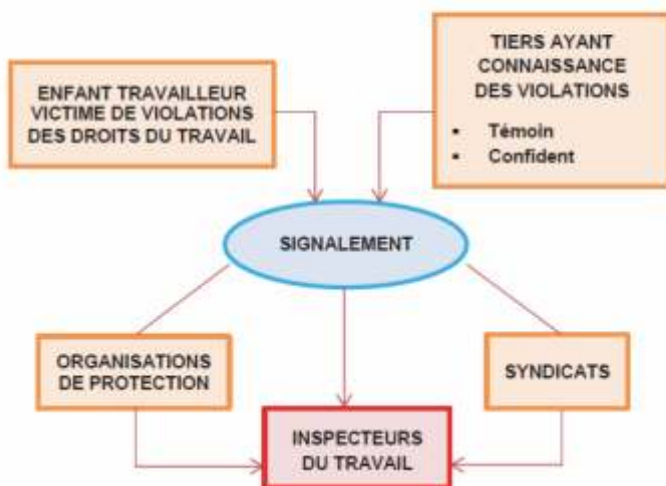 ENFANT TRAVAILLEUR
VICTIME DE VIOLATIONS
DES DROITS DU TRAVAIL
TIERS AYANT
CONNAISSANCE
DES VIOLATIONS
▪ Témoin
▪ Confident
SIGNALEMENT
ORGANISATIONS
DE PROTECTION
SYNDICATS
INSPECTEURS
DU TRAVAIL